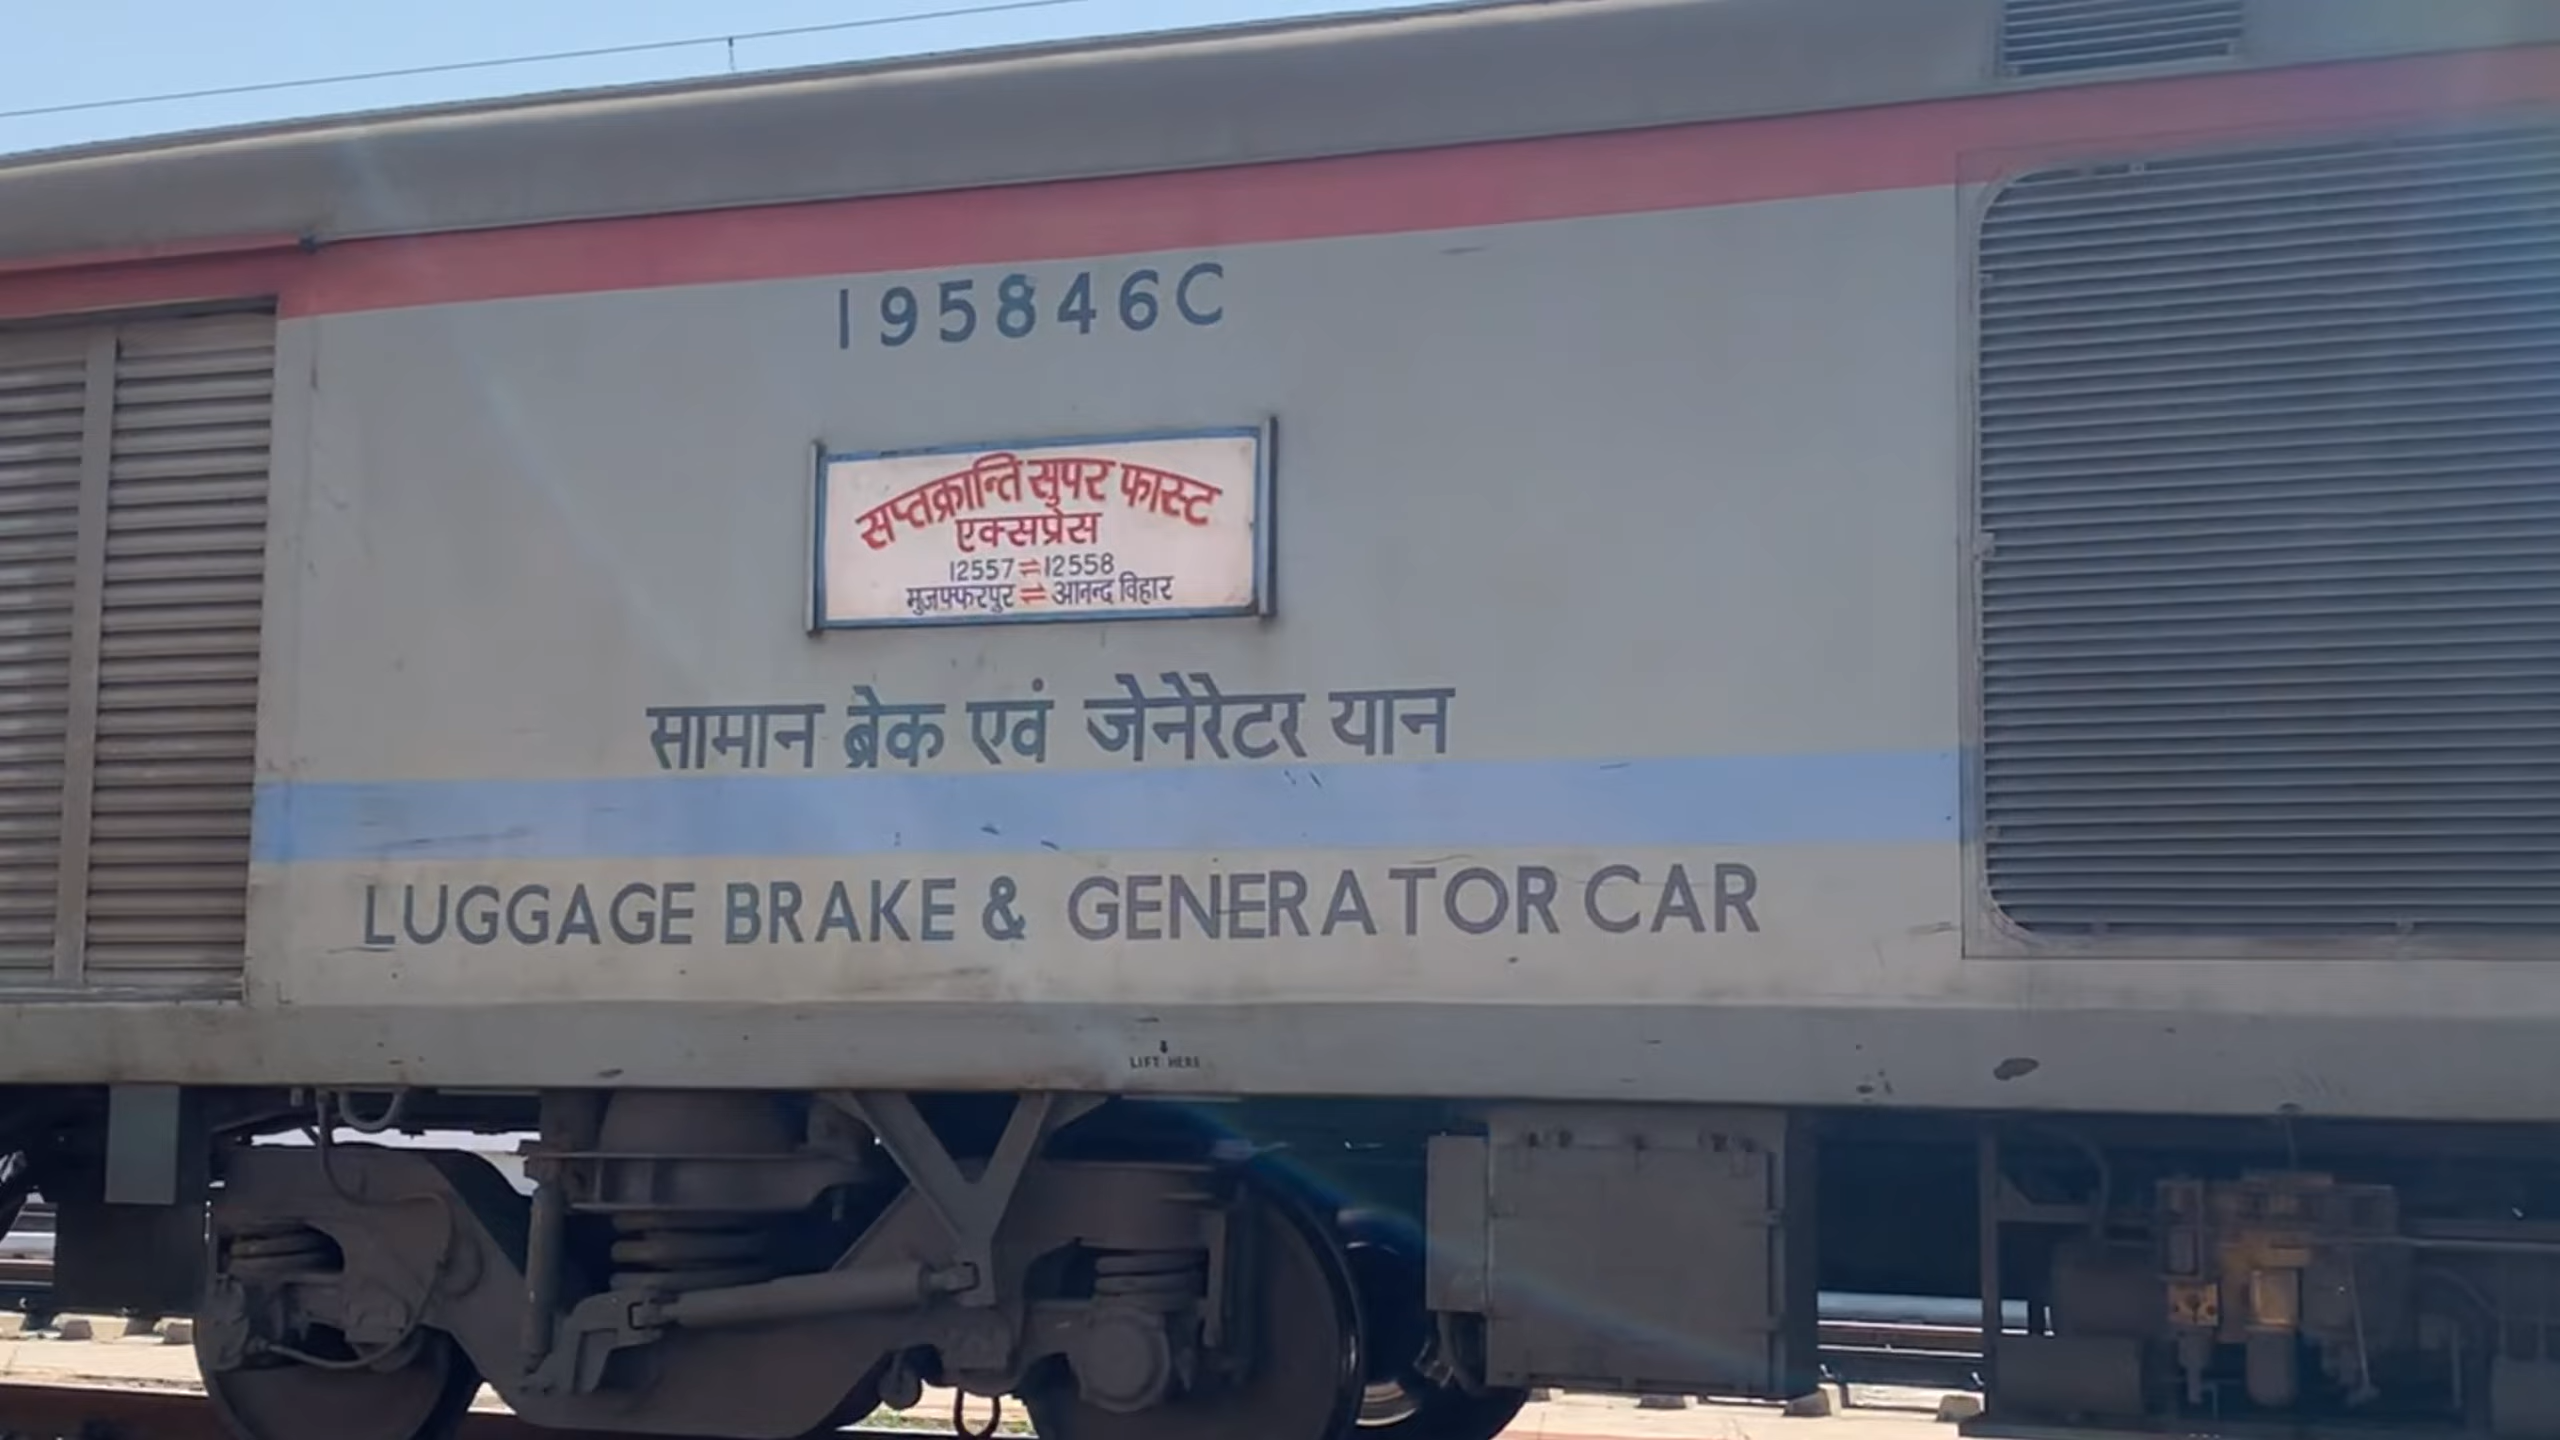 195846C
सप्तक्रान्ति सुपर फास्ट
एक्सप्रेस
12557⇌12558
मुजफ्फरपुर ⇌ आनन्द विहार
सामान ब्रेक एवं जेनेरेटर यान
LUGGAGE BRAKE & GENERATOR CAR
LIFT HERE